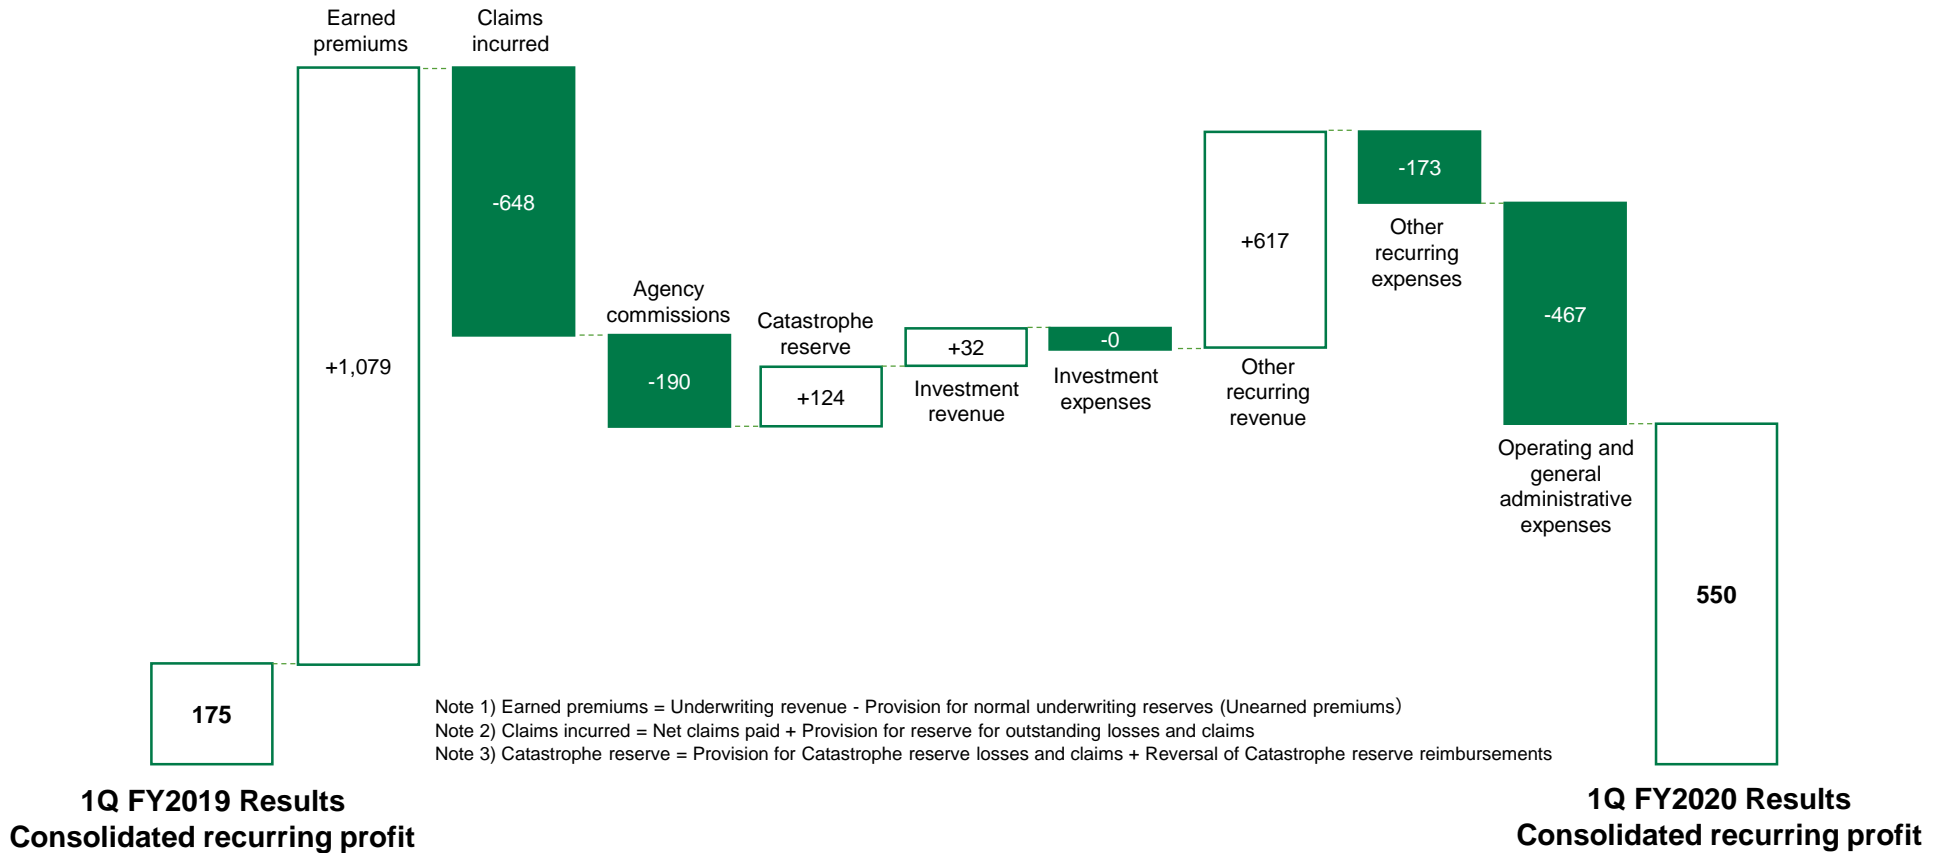 Earned
premiums
Claims
incurred
+1,079
-648
Agency
commissions
-190
Catastrophe
reserve
+124
+32
Investment
revenue
-0
Investment
expenses
+617
Other
recurring
revenue
-173
Other
recurring
expenses
-467
Operating and
general
administrative
expenses
550
175
Note 1) Earned premiums = Underwriting revenue - Provision for normal underwriting reserves (Unearned premiums）
Note 2) Claims incurred = Net claims paid + Provision for reserve for outstanding losses and claims
Note 3) Catastrophe reserve = Provision for Catastrophe reserve losses and claims + Reversal of Catastrophe reserve reimbursements
1Q FY2019 Results
Consolidated recurring profit
1Q FY2020 Results
Consolidated recurring profit